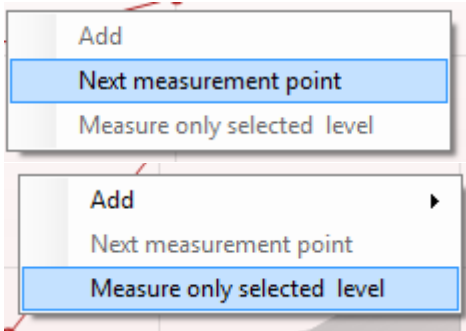 Add
Next measurement point
Measure only selected level
Add
Next measurement point
Measure only selected level